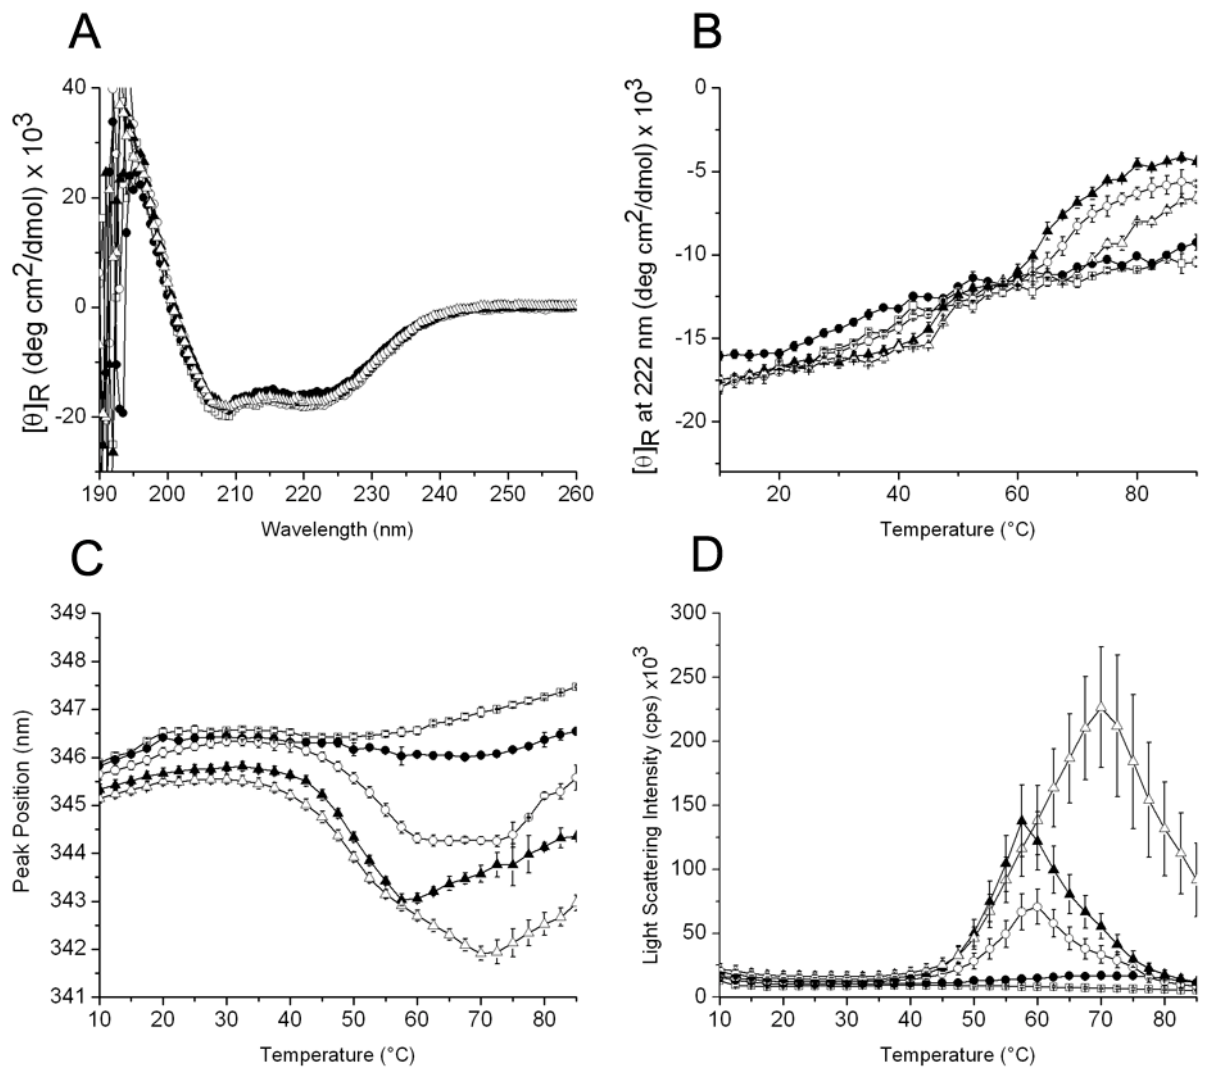 A
B
40
20
0
-20
[θ]R (deg cm2/dmol) x 103
190 200 210 220 230 240 250 260
Wavelength (nm)
0
-5
-10
-15
-20
[θ]R at 222 nm (deg cm2/dmol) x 103
20 40 60 80
Temperature (°C)
C
D
349
348
347
346
345
344
343
342
341
Peak Position (nm)
10 20 30 40 50 60 70 80
Temperature (°C)
300
250
200
150
100
50
0
Light Scattering Intensity (cps) x103
10 20 30 40 50 60 70 80
Temperature (°C)